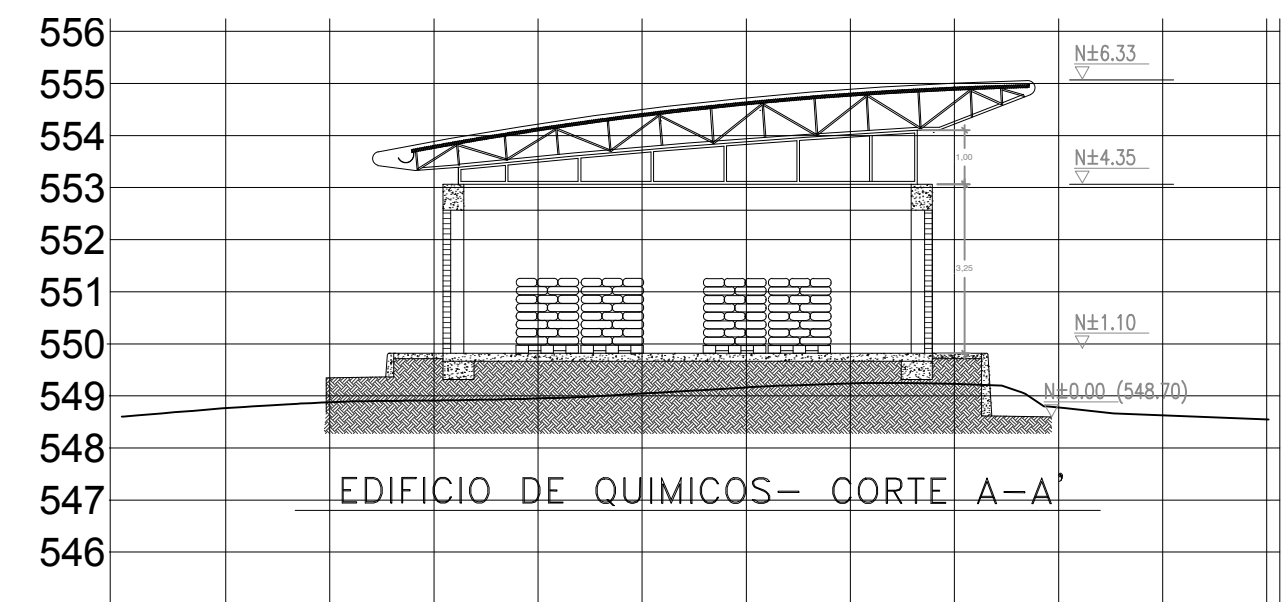 556
N±6.33
555
554
1,00
N±4.35
553
552
3,25
551
N±1.10
550
549
N±0.00 (548.70)
548
EDIFICIO DE QUIMICOS– CORTE A–A'
547
546